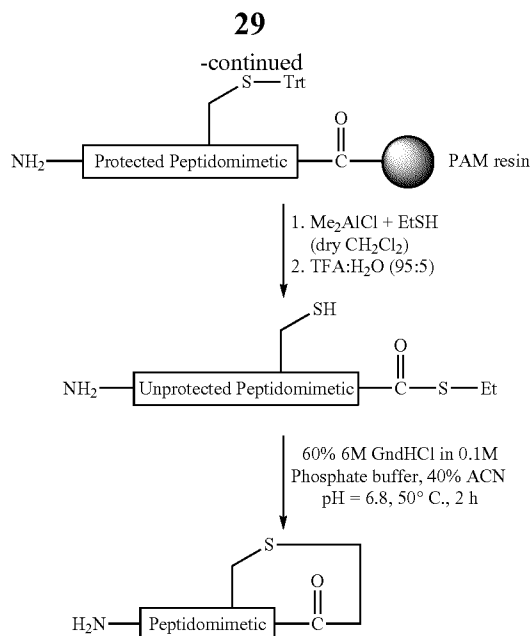 29
-continued
S—Trt
NH₂ Protected Peptidomimetic C O PAM resin
1. Me₂AlCl + EtSH
(dry CH₂Cl₂)
2. TFA:H₂O (95:5)
SH
NH₂ Unprotected Peptidomimetic C O S Et
60% 6M GndHCl in 0.1M
Phosphate buffer, 40% ACN
pH = 6.8, 50° C., 2 h
S
H₂N Peptidomimetic C O